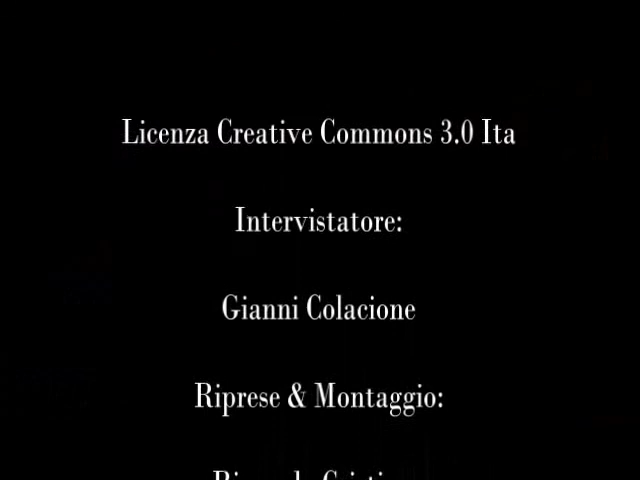 Licenza Creative Commons 3.0 Ita
Intervistatore:
Gianni Colacione
Riprese & Montaggio: